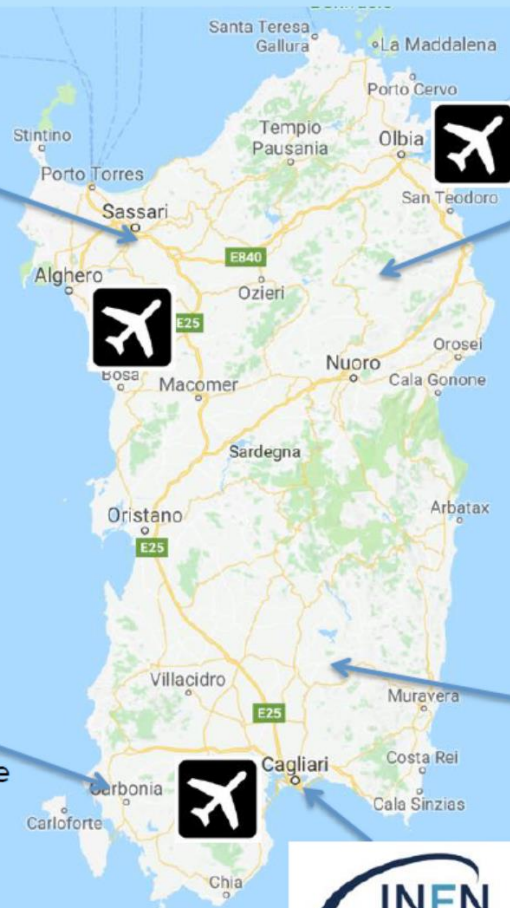 Santa Teresa
Gallura
La Maddalena
Porto Cervo
Tempio
Pausania
Olbia
Stintino
Porto Torres
San Teodoro
Sassari
E840
Alghero
Ozieri
E25
Orosei
Nuoro
Bosa
Macomer
Cala Gonone
Sardegna
Oristano
Arbatax
E25
Villacidro
Muravera
E25
Cagliari
Costa Rei
e
Carbonia
Cala Sinzias
Carloforte
Chia
INFN